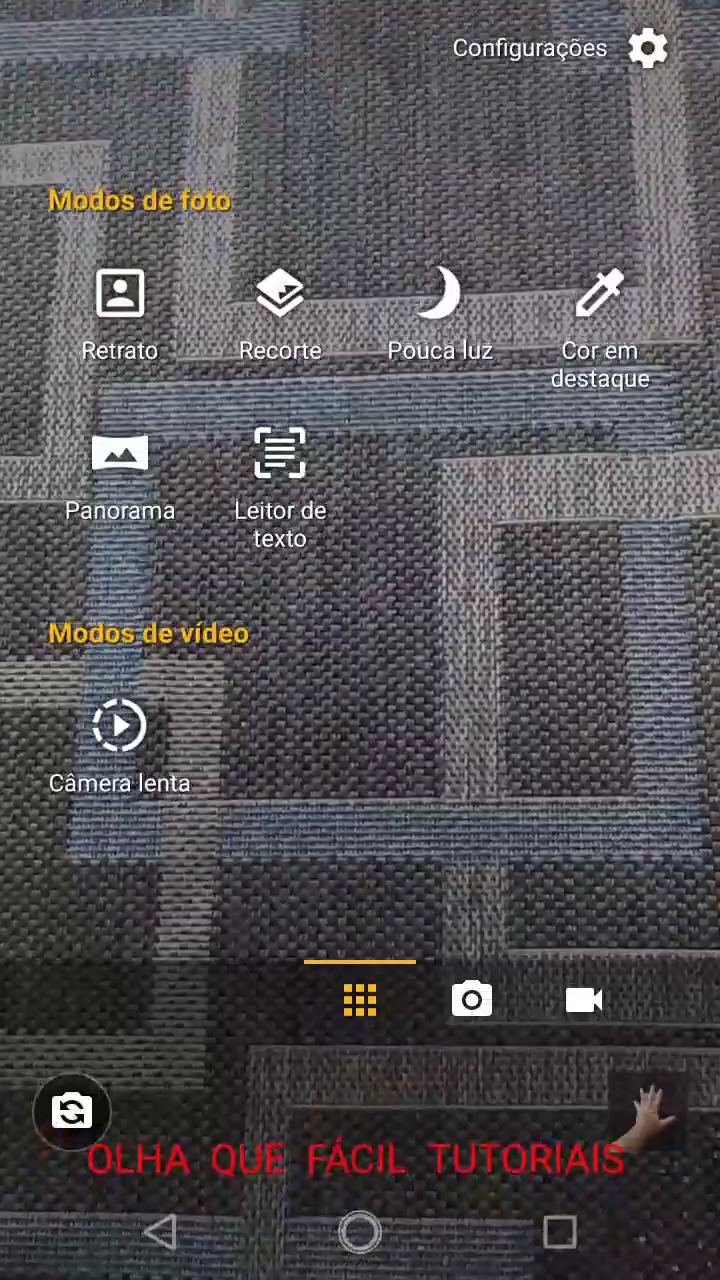 Configurações
Modos de foto
Retrato
Recorte
Pouca luz
Cor em
destaque
Panorama
Leitor de
texto
Modos de vídeo
Câmera lenta
OLHA QUE FÁCIL TUTORIAIS